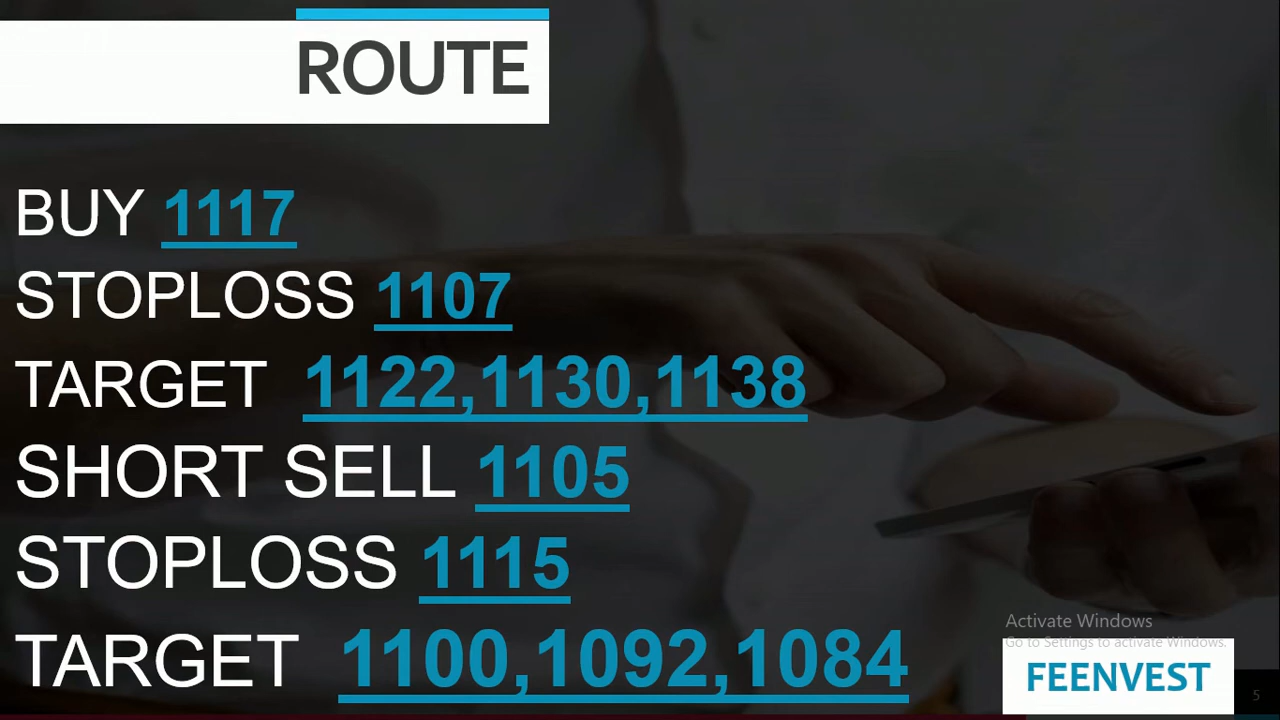 ROUTE
BUY 1117
STOPLOSS 1107
TARGET 1122,1130,1138
SHORT SELL 1105
STOPLOSS 1115
TARGET 1100,1092,1084
Activate Windows
Go to Settings to activate Windows.
FEENVEST
5